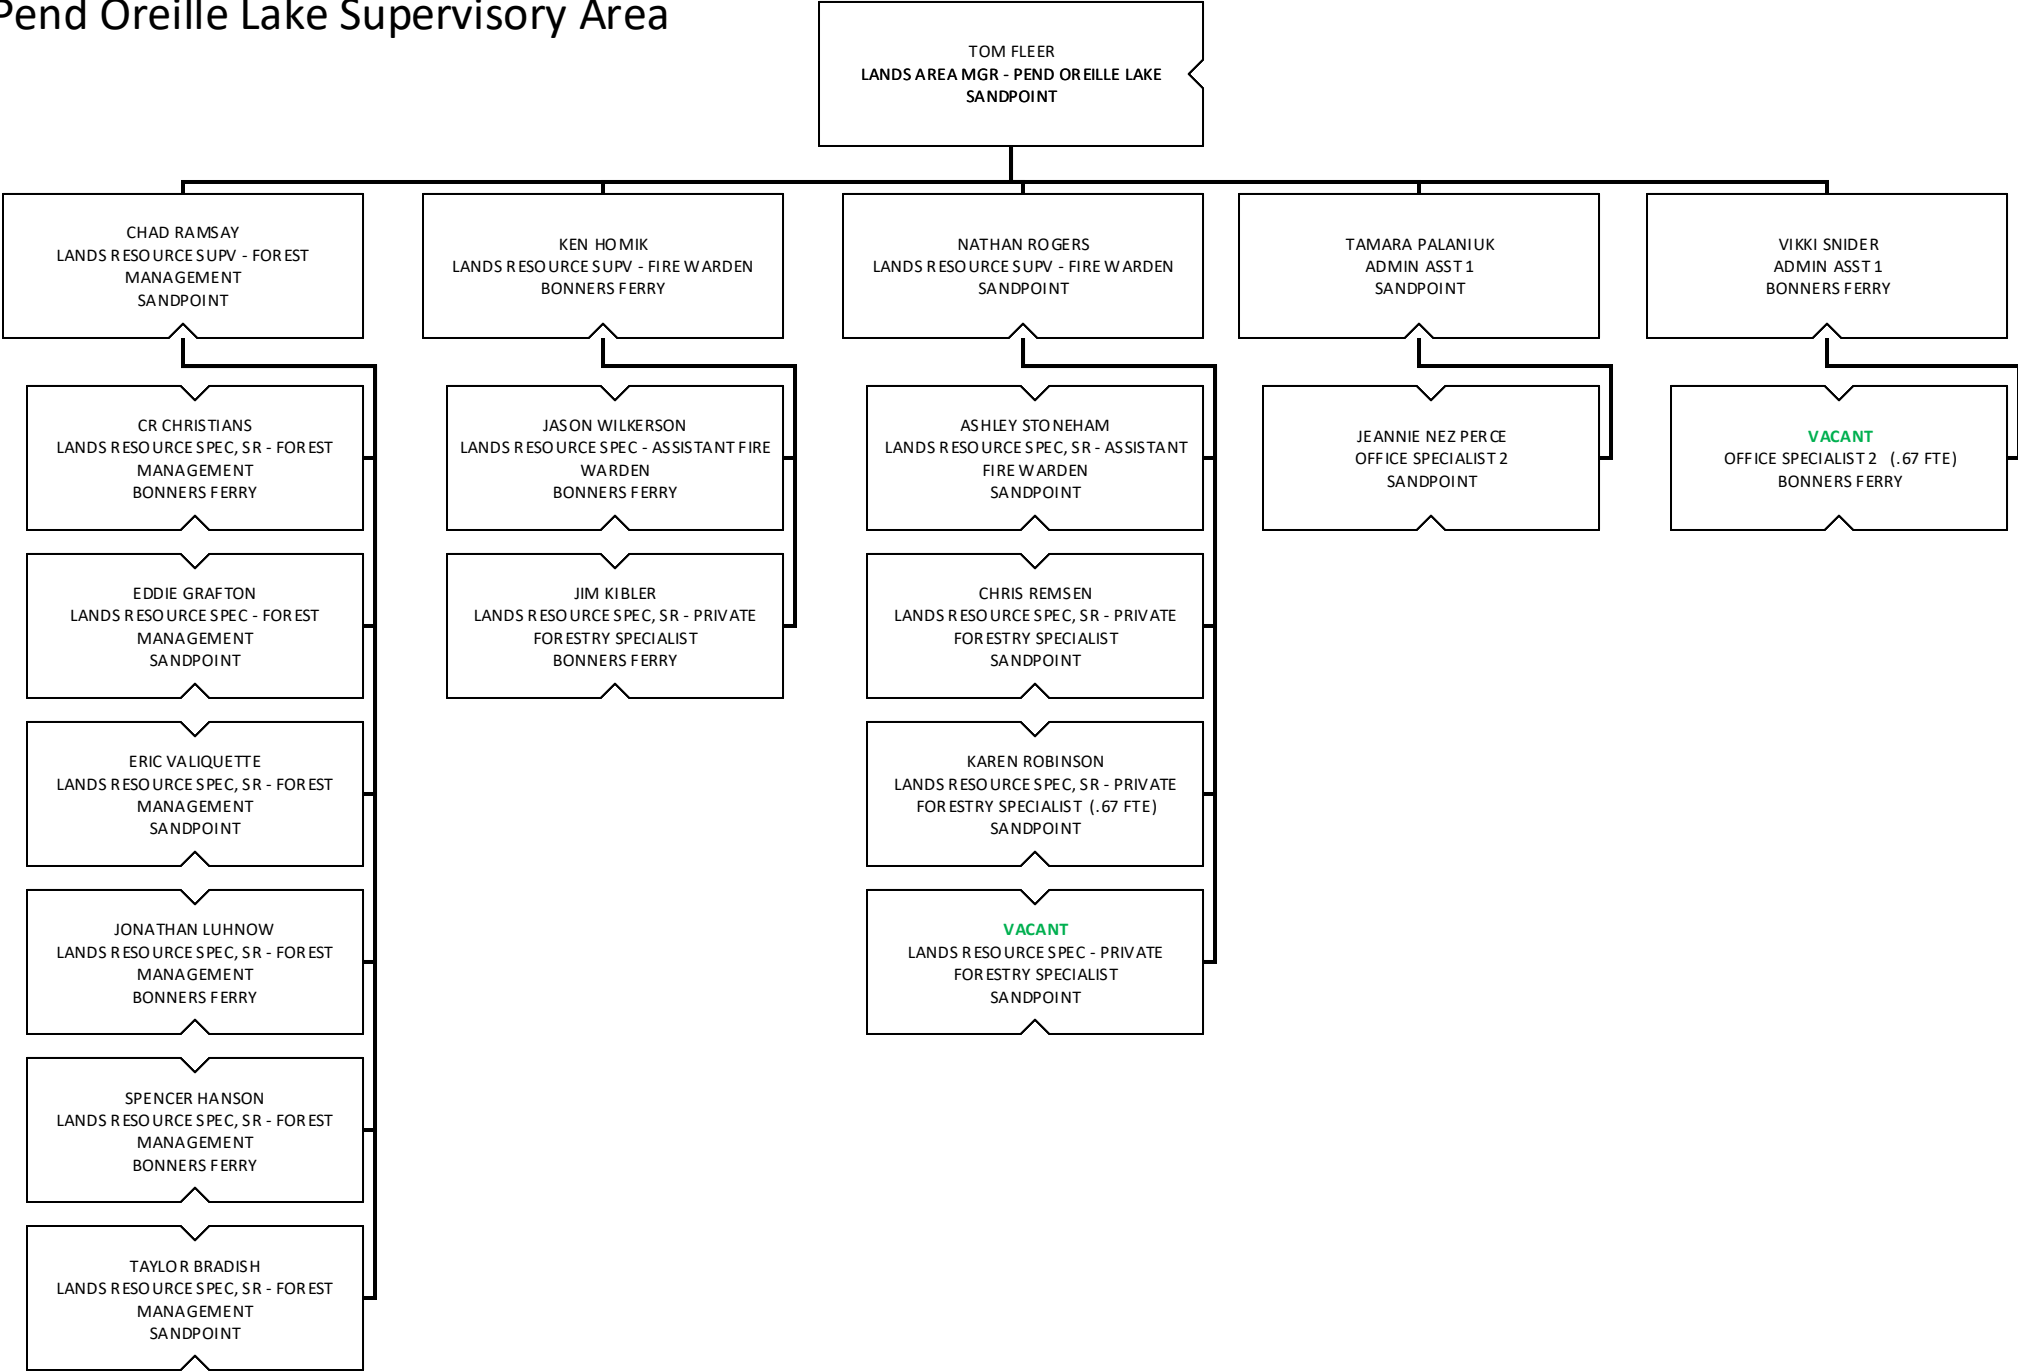 Pend Oreille Lake Supervisory Area
TOM FLEER
LANDS AREA MGR - PEND OREILLE LAKE
SANDPOINT
CHAD RAMSAY
LANDS RESOURCE SUPV - FOREST
MANAGEMENT
SANDPOINT
KEN HOMIK
LANDS RESOURCE SUPV - FIRE WARDEN
BONNERS FERRY
NATHAN ROGERS
LANDS RESOURCE SUPV - FIRE WARDEN
SANDPOINT
TAMARA PALANIUK
ADMIN ASST 1
SANDPOINT
VIKKI SNIDER
ADMIN ASST 1
BONNERS FERRY
CR CHRISTIANS
LANDS RESOURCE SPEC, SR - FOREST
MANAGEMENT
BONNERS FERRY
EDDIE GRAFTON
LANDS RESOURCE SPEC - FOREST
MANAGEMENT
SANDPOINT
ERIC VALIQUETTE
LANDS RESOURCE SPEC, SR - FOREST
MANAGEMENT
SANDPOINT
JONATHAN LUHNOW
LANDS RESOURCE SPEC, SR - FOREST
MANAGEMENT
BONNERS FERRY
SPENCER HANSON
LANDS RESOURCE SPEC, SR - FOREST
MANAGEMENT
BONNERS FERRY
TAYLOR BRADISH
LANDS RESOURCE SPEC, SR - FOREST
MANAGEMENT
SANDPOINT
JASON WILKERSON
LANDS RESOURCE SPEC - ASSISTANT FIRE
WARDEN
BONNERS FERRY
JIM KIBLER
LANDS RESOURCE SPEC, SR - PRIVATE
FORESTRY SPECIALIST
BONNERS FERRY
ASHLEY STONEHAM
LANDS RESOURCE SPEC, SR - ASSISTANT
FIRE WARDEN
SANDPOINT
CHRIS REMSEN
LANDS RESOURCE SPEC, SR - PRIVATE
FORESTRY SPECIALIST
SANDPOINT
KAREN ROBINSON
LANDS RESOURCE SPEC, SR - PRIVATE
FORESTRY SPECIALIST (.67 FTE)
SANDPOINT
VACANT
LANDS RESOURCE SPEC - PRIVATE
FORESTRY SPECIALIST
SANDPOINT
JEANNIE NEZ PERCE
OFFICE SPECIALIST 2
SANDPOINT
VACANT
OFFICE SPECIALIST 2 (.67 FTE)
BONNERS FERRY